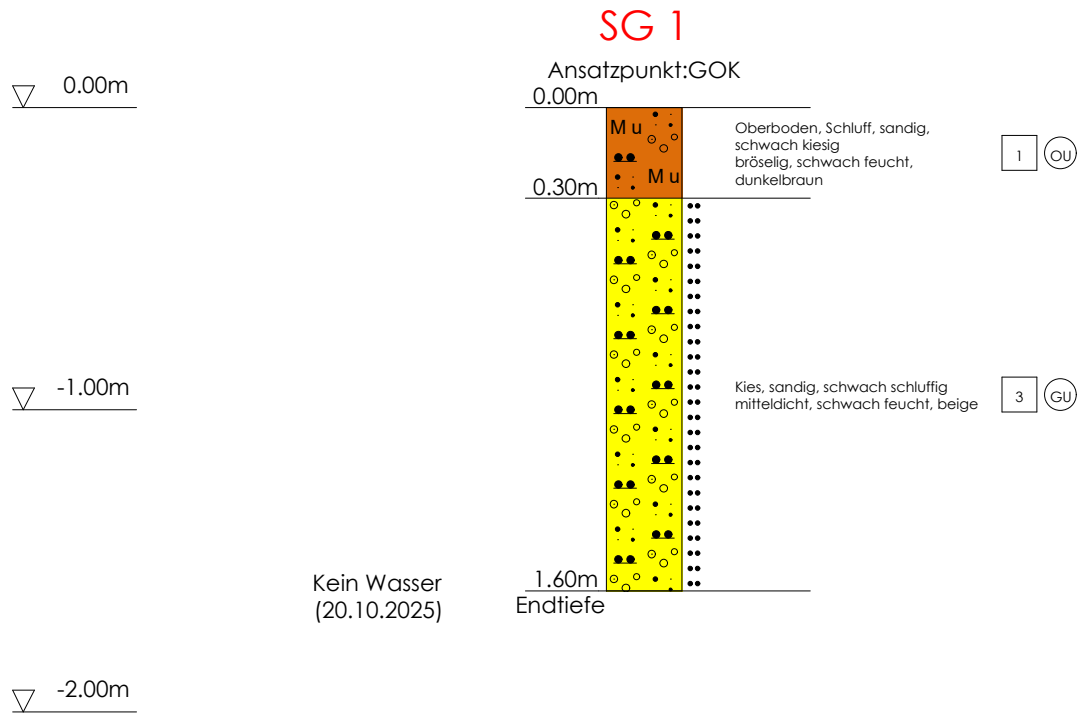 SG 1
Ansatzpunkt:GOK
0.00m
0.00m
Mu
Mu
Oberboden, Schluff, sandig,
schwach kiesig
bröselig, schwach feucht,
dunkelbraun
1
OU
0.30m
-1.00m
Kies, sandig, schwach schluffig
mitteldicht, schwach feucht, beige
3
GU
Kein Wasser
(20.10.2025)
1.60m
Endtiefe
-2.00m